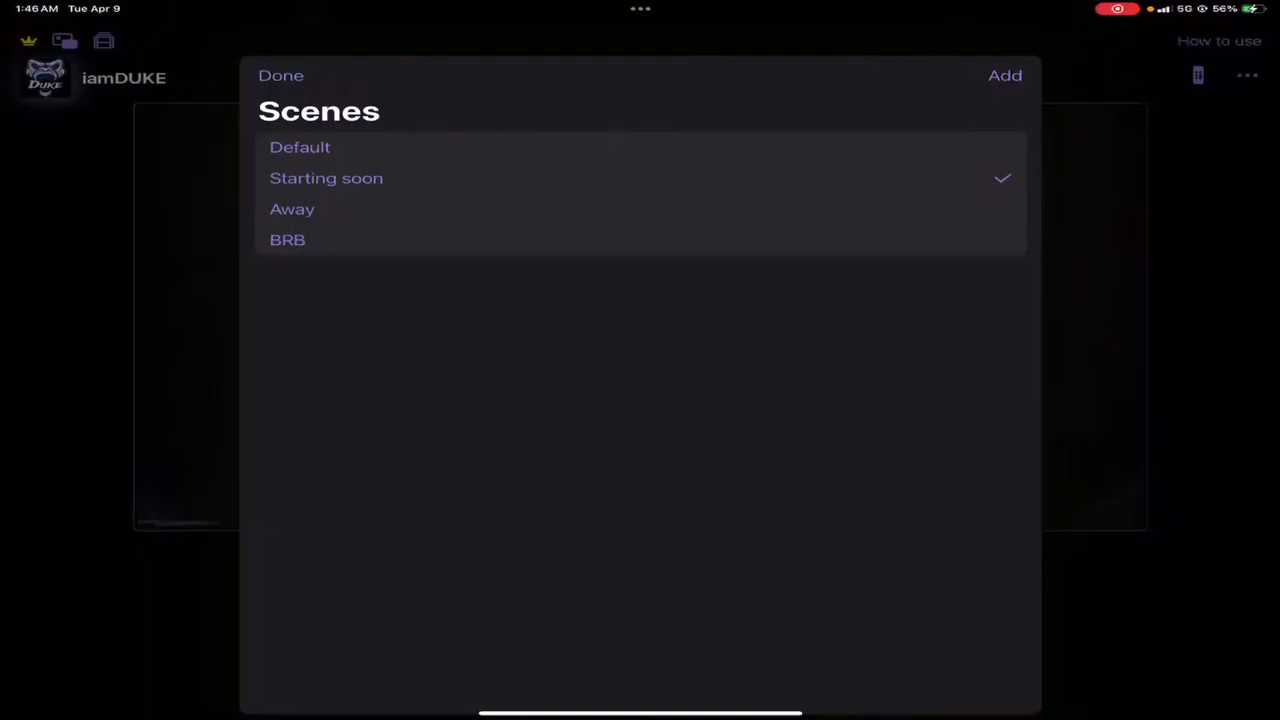 1:46 AM Tue Apr 9
5G 56%
How to use
DUKE
iamDUKE
Done
Add
Scenes
Default
Starting soon
Away
BRB